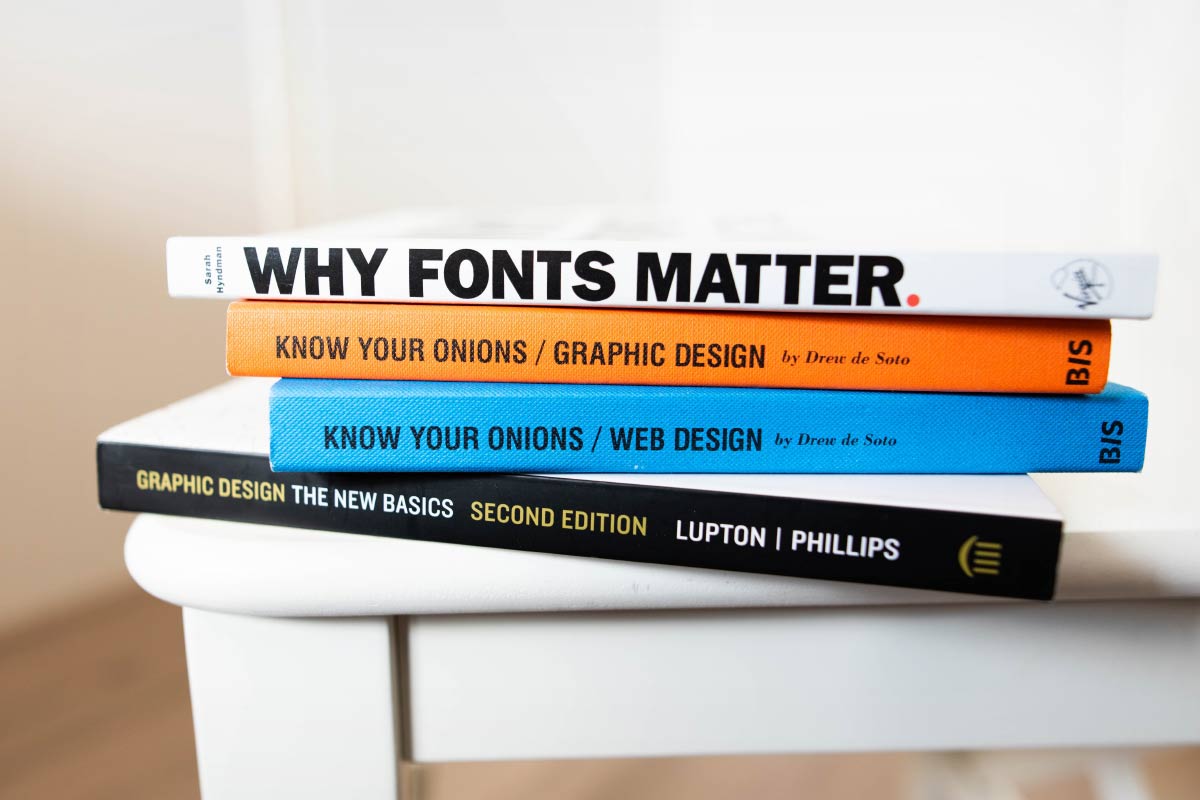 Sarah
Hyndman
WHY FONTS MATTER.
Virgin
KNOW YOUR ONIONS / GRAPHIC DESIGN by Drew de Soto BIS
KNOW YOUR ONIONS / WEB DESIGN by Drew de Soto BIS
GRAPHIC DESIGN THE NEW BASICS SECOND EDITION LUPTON | PHILLIPS